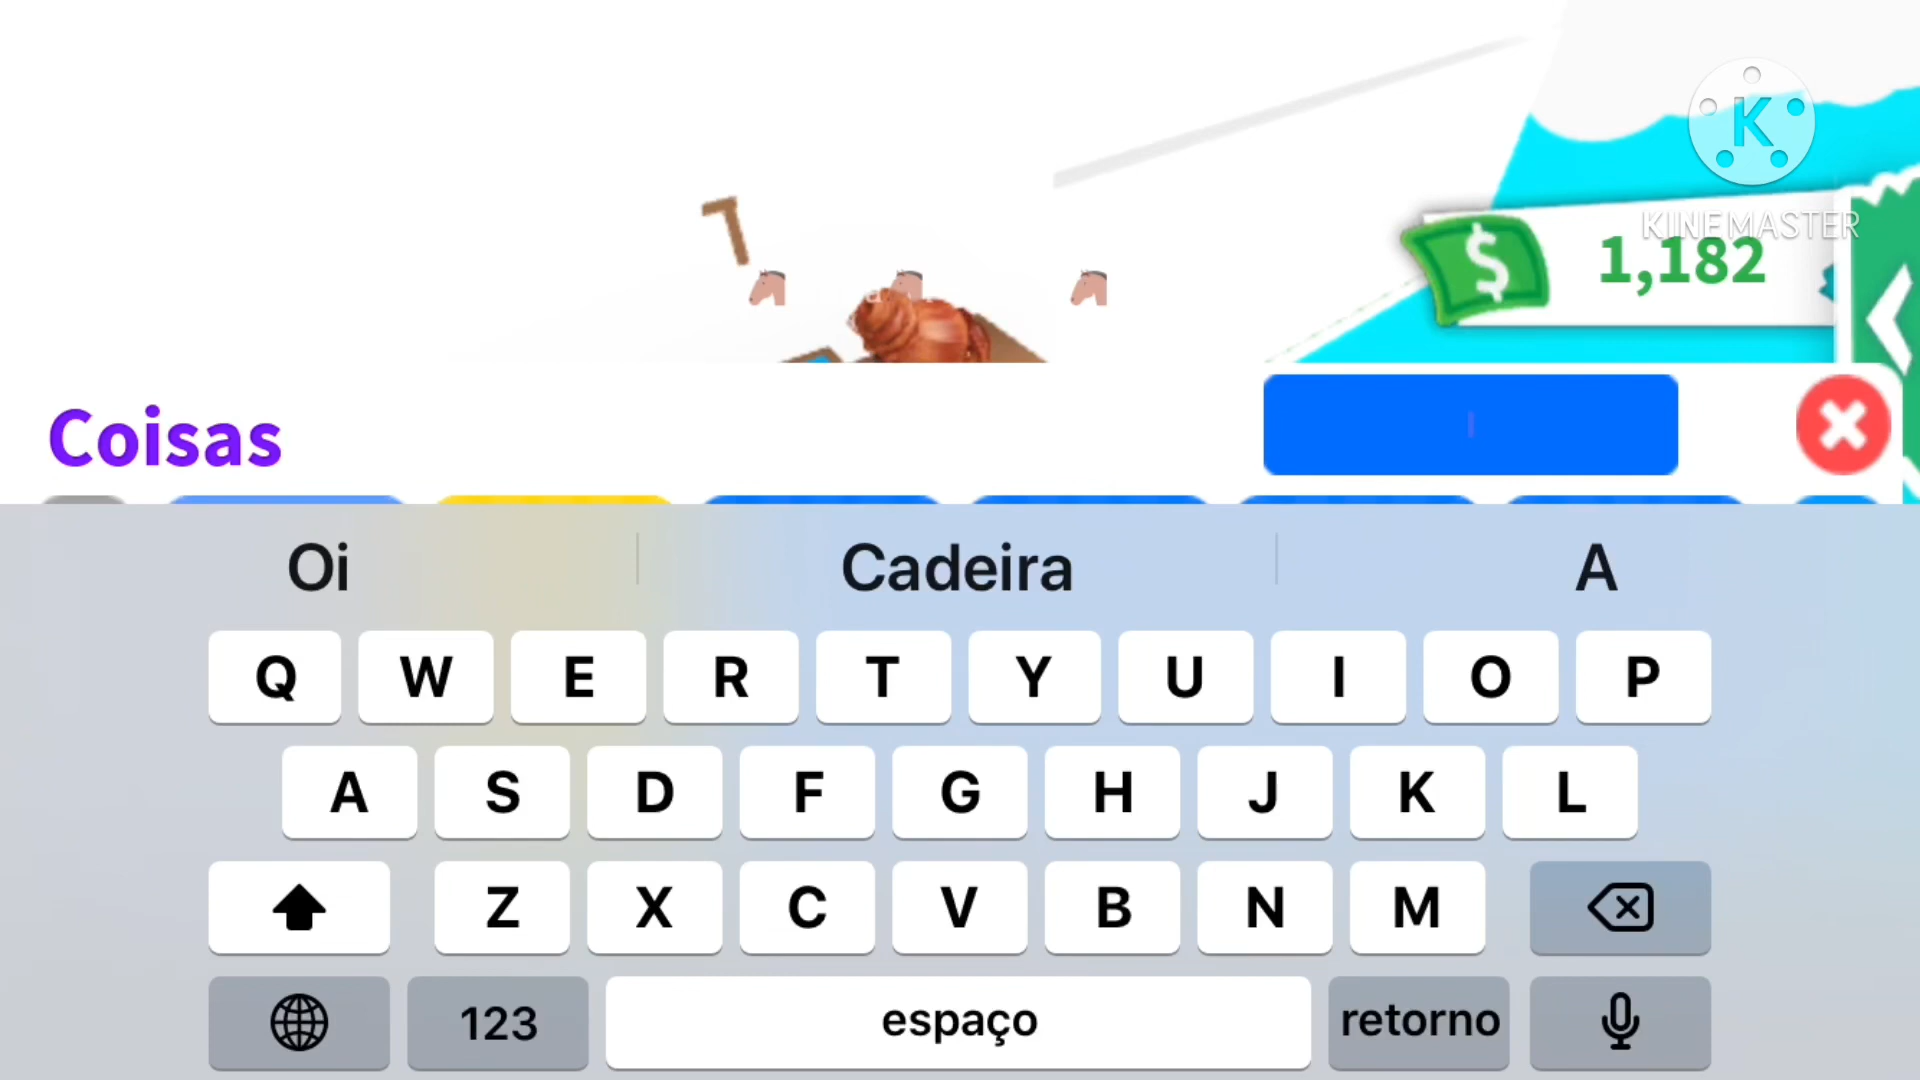 K
KINEMASTER
$ 1,182
Coisas
Oi Cadeira A
Q W E R T Y U I O P
A S D F G H J K L
Z X C V B N M
123 espaço retorno